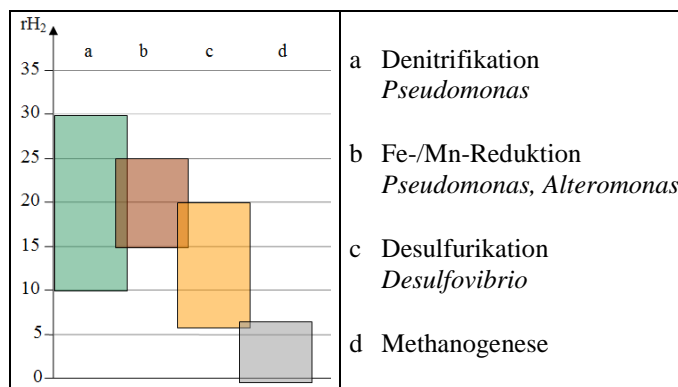 rH₂
a b c d
35
30
25
20
15
10
5
0
a Denitrifikation
Pseudomonas
b Fe-/Mn-Reduktion
Pseudomonas, Alteromonas
c Desulfurikation
Desulfovibrio
d Methanogenese